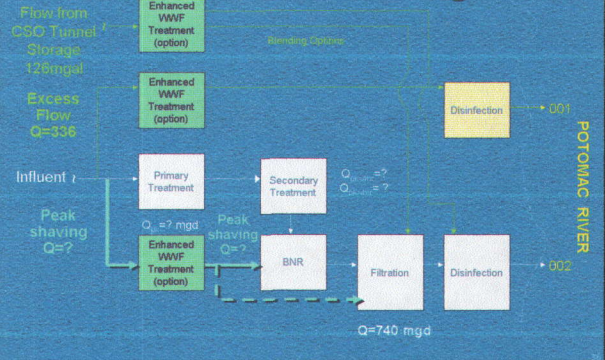 Flow from
CSO Tunnel
Storage
126mgal
Enhanced
WWF
Treatment
(option)
Blending Options
Excess
Flow
Q=336
Enhanced
WWF
Treatment
(option)
Disinfection
001
POTOMAC RIVER
Influent
Primary
Treatment
Secondary
Treatment
Q =?
Q = ?
Peak
shaving
Q=?
Q =? mgd
Peak
shaving
Q=?
Enhanced
WWF
Treatment
(option)
BNR
Filtration
Disinfection
002
Q=740 mgd